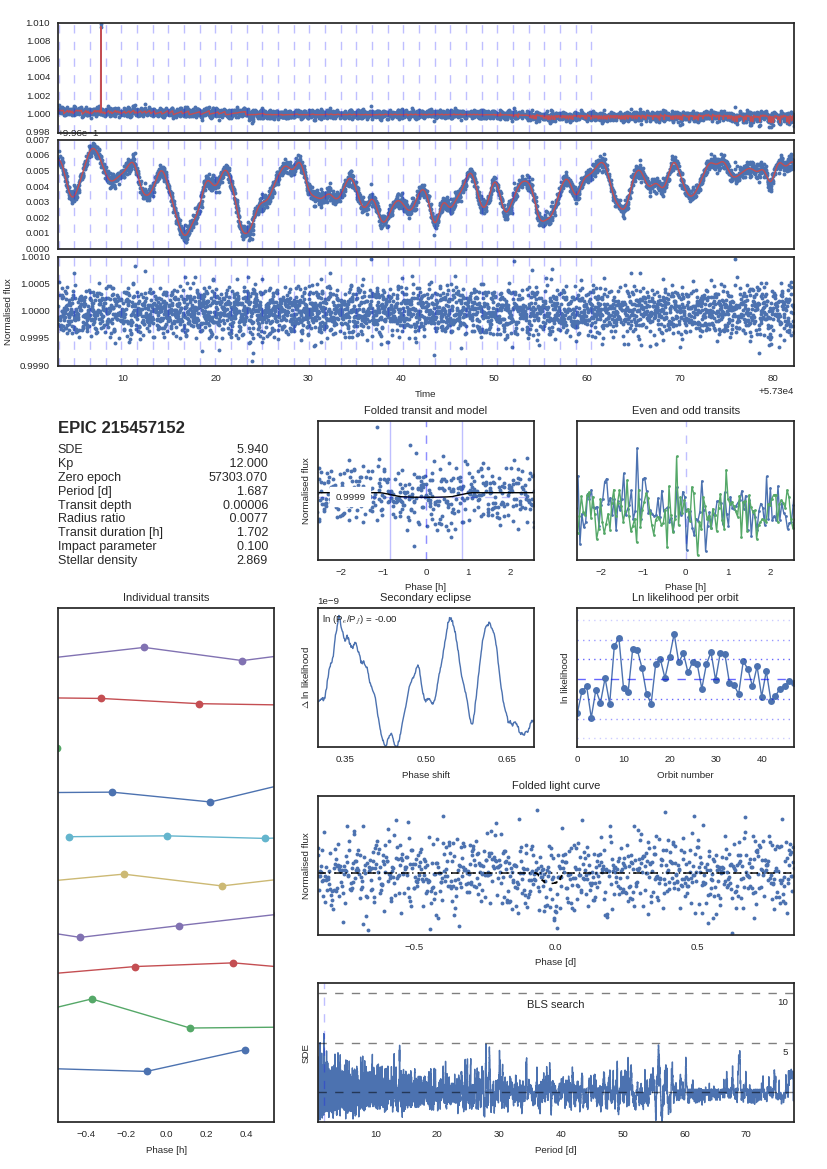 1.010
1.008
1.006
1.004
1.002
1.000
0.998
+9.96e−1
0.007
0.006
0.005
0.004
0.003
0.002
0.001
0.000
1.0010
1.0005
1.0000
0.9995
0.9990
Normalised flux
10 20 30 40 50 60 70 80
Time
+5.73e4
EPIC 215457152
SDE 5.940
Kp 12.000
Zero epoch 57303.070
Period [d] 1.687
Transit depth 0.00006
Radius ratio 0.0077
Transit duration [h] 1.702
Impact parameter 0.100
Stellar density 2.869
Folded transit and model
Normalised flux
0.9999
−2 −1 0 1 2
Phase [h]
Even and odd transits
−2 −1 0 1 2
Phase [h]
Individual transits
−0.4 −0.2 0.0 0.2 0.4
Phase [h]
Secondary eclipse
1e−9
ln (Pₑ/P_f) = -0.00
Δ ln likelihood
0.35 0.50 0.65
Phase shift
Ln likelihood per orbit
ln likelihood
0 10 20 30 40
Orbit number
Folded light curve
Normalised flux
−0.5 0.0 0.5
Phase [d]
BLS search
10
5
SDE
10 20 30 40 50 60 70
Period [d]